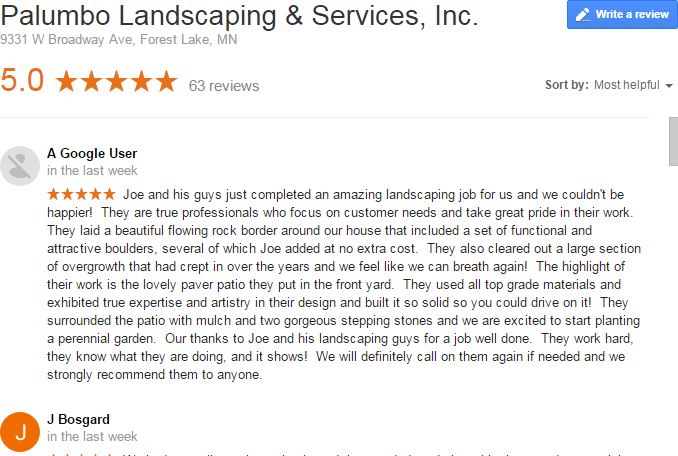 Palumbo Landscaping & Services, Inc.
Write a review
9331 W Broadway Ave, Forest Lake, MN
5.0 63 reviews
Sort by: Most helpful
A Google User
in the last week
Joe and his guys just completed an amazing landscaping job for us and we couldn't be
happier! They are true professionals who focus on customer needs and take great pride in their work.
They laid a beautiful flowing rock border around our house that included a set of functional and
attractive boulders, several of which Joe added at no extra cost. They also cleared out a large section
of overgrowth that had crept in over the years and we feel like we can breath again! The highlight of
their work is the lovely paver patio they put in the front yard. They used all top grade materials and
exhibited true expertise and artistry in their design and built it so solid so you could drive on it! They
surrounded the patio with mulch and two gorgeous stepping stones and we are excited to start planting
a perennial garden. Our thanks to Joe and his landscaping guys for a job well done. They work hard,
they know what they are doing, and it shows! We will definitely call on them again if needed and we
strongly recommend them to anyone.
J
J Bosgard
in the last week